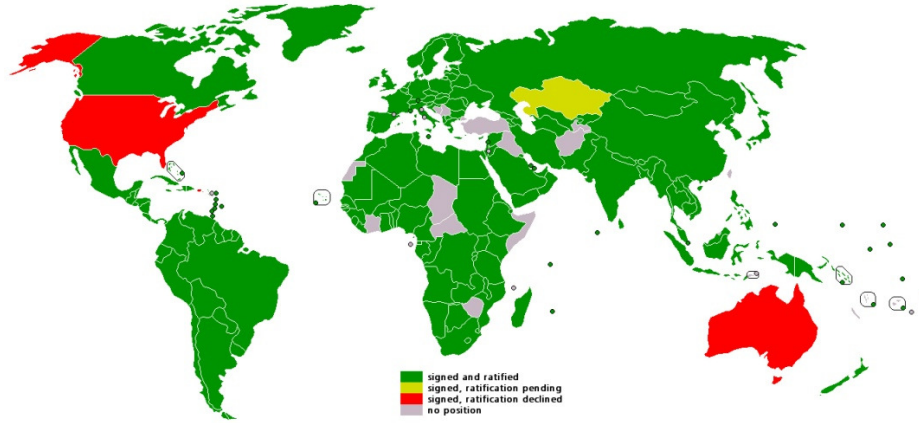 signed and ratified
signed, ratification pending
signed, ratification declined
no position